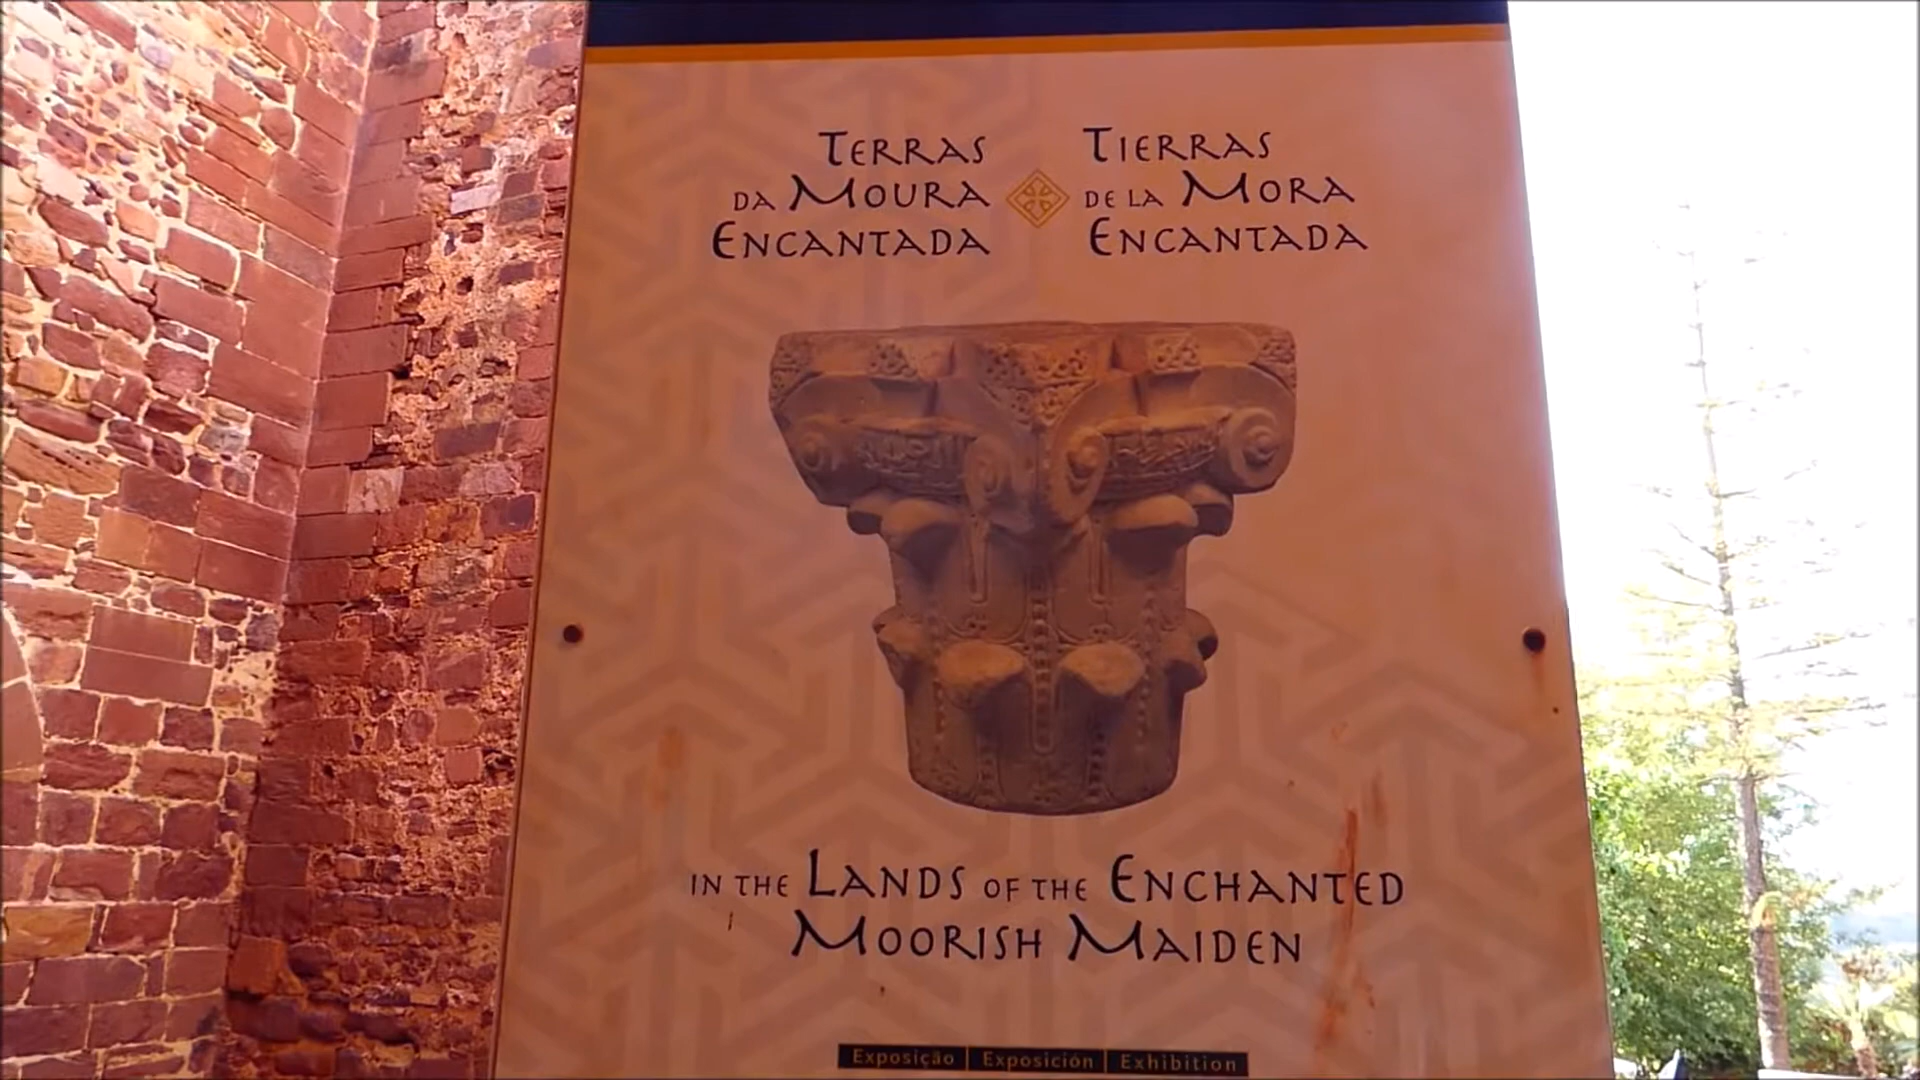 Terras
da Moura
Encantada
Tierras
de la Mora
Encantada
in the Lands of the Enchanted
Moorish Maiden
Exposição | Exposición | Exhibition